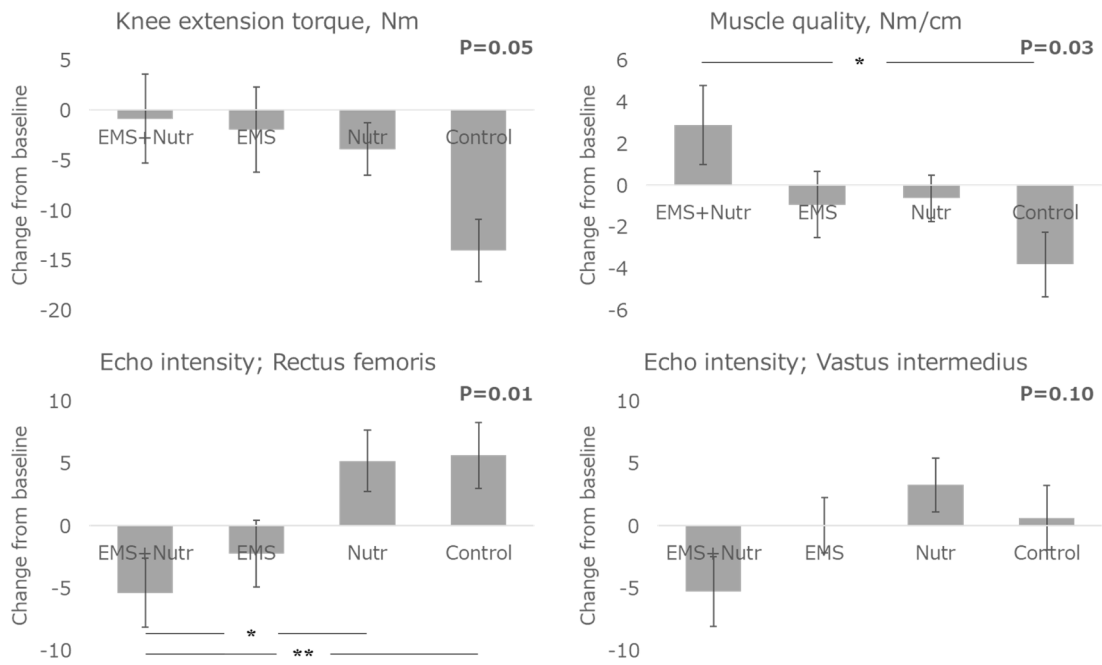 Knee extension torque, Nm
P=0.05
Change from baseline
5
0
-5
-10
-15
-20
EMS+Nutr
EMS
Nutr
Control
Muscle quality, Nm/cm
P=0.03
*
Change from baseline
6
4
2
0
-2
-4
-6
EMS+Nutr
EMS
Nutr
Control
Echo intensity; Rectus femoris
P=0.01
Change from baseline
10
5
0
-5
-10
EMS+Nutr
EMS
Nutr
Control
*
**
Echo intensity; Vastus intermedius
P=0.10
Change from baseline
10
5
0
-5
-10
EMS+Nutr
EMS
Nutr
Control